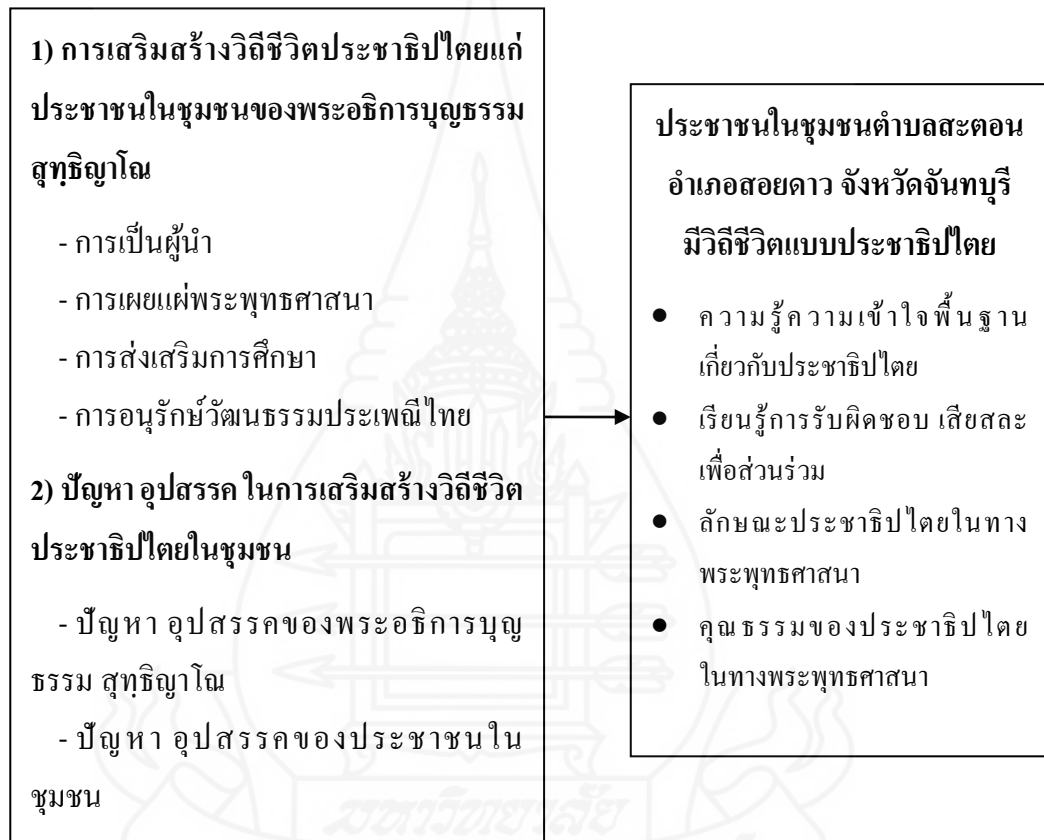 1) การเสริมสร้างวิถีชีวิตประชาธิปไตยแก่
ประชาชนในชุมชนของพระอธิการบุญธรรม
สุทฺธิญาโณ
- การเป็นผู้นำ
- การเผยแผ่พระพุทธศาสนา
- การส่งเสริมการศึกษา
- การอนุรักษ์วัฒนธรรมประเพณีไทย
2) ปัญหา อุปสรรค ในการเสริมสร้างวิถีชีวิต
ประชาธิปไตยในชุมชน
- ปัญหา อุปสรรคของพระอธิการบุญ
ธรรม สุทฺธิญาโณ
- ปัญหา อุปสรรคของประชาชนใน
ชุมชน
ประชาชนในชุมชนตำบลสะตอน
อำเภอสอยดาว จังหวัดจันทบุรี
มีวิถีชีวิตแบบประชาธิปไตย
● ความรู้ความเข้าใจพื้นฐาน
เกี่ยวกับประชาธิปไตย
● เรียนรู้การรับผิดชอบ เสียสละ
เพื่อส่วนร่วม
● ลักษณะประชาธิปไตยในทาง
พระพุทธศาสนา
● คุณธรรมของประชาธิปไตย
ในทางพระพุทธศาสนา
มหาวิทยาลัย